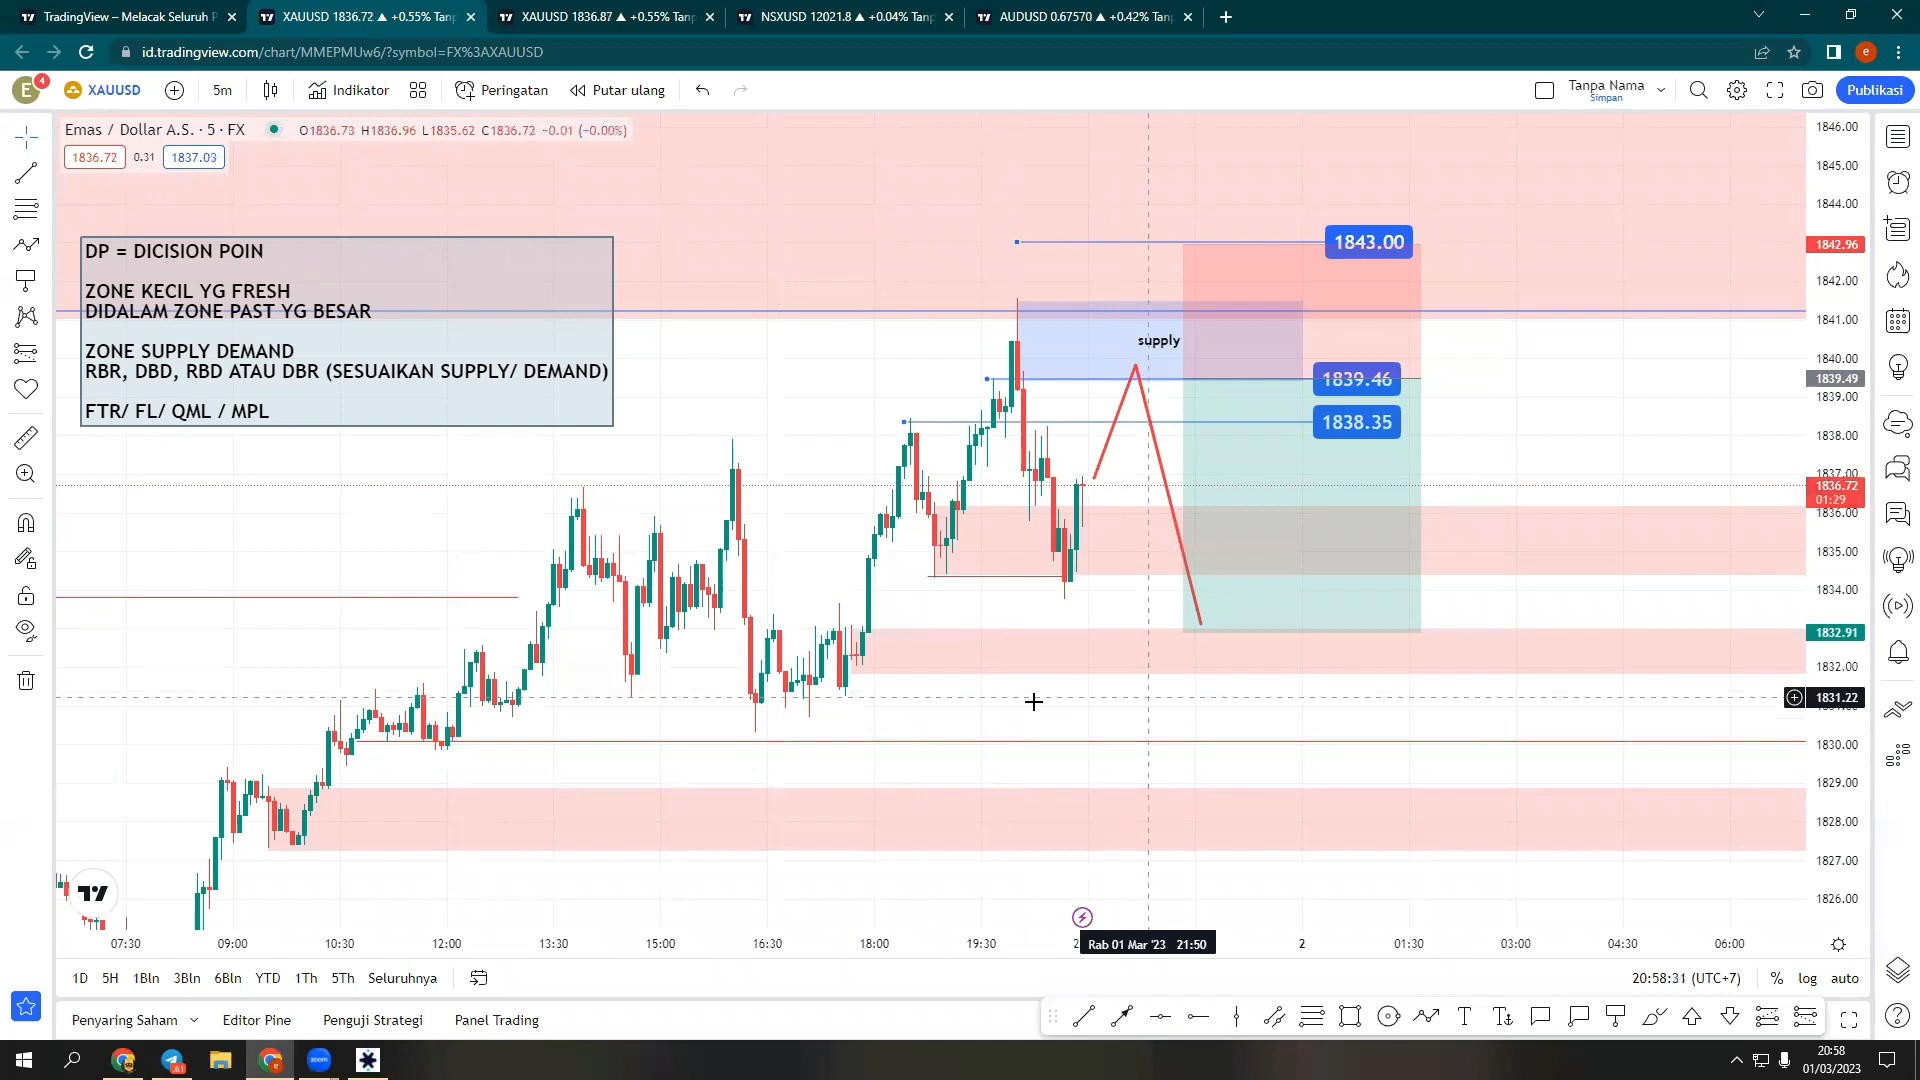 TradingView – Melacak Seluruh P
XAUUSD 1836.72 ▲ +0.55% Tanp
XAUUSD 1836.87 ▲ +0.55% Tanp
NSXUSD 12021.8 ▲ +0.04% Tanp
AUDUSD 0.67570 ▲ +0.42% Tanp
id.tradingview.com/chart/MMEPMUw6/?symbol=FX%3AXAUUSD
e
E
4
XAUUSD
5m
Indikator
Peringatan
Putar ulang
Tanpa Nama
Simpan
Publikasi
Emas / Dollar A.S. · 5 · FX
O1836.73 H1836.96 L1835.62 C1836.72 −0.01 (−0.00%)
1836.72
0.31
1837.03
DP = DICISION POIN
ZONE KECIL YG FRESH
DIDALAM ZONE PAST YG BESAR
ZONE SUPPLY DEMAND
RBR, DBD, RBD ATAU DBR (SESUAIKAN SUPPLY/ DEMAND)
FTR/ FL/ QML / MPL
supply
1843.00
1839.46
1838.35
1846.00
1845.00
1844.00
1842.96
1842.00
1841.00
1840.00
1839.49
1839.00
1838.00
1837.00
1836.72
01:29
1836.00
1835.00
1834.00
1832.91
1832.00
1831.22
1830.00
1829.00
1828.00
1827.00
1826.00
07:30
09:00
10:30
12:00
13:30
15:00
16:30
18:00
19:30
Rab 01 Mar '23 21:50
2
01:30
03:00
04:30
06:00
1D 5H 1Bln 3Bln 6Bln YTD 1Th 5Th Seluruhnya
20:58:31 (UTC+7)
%
log
auto
Penyaring Saham
Editor Pine
Penguji Strategi
Panel Trading
zoom
20:58
01/03/2023